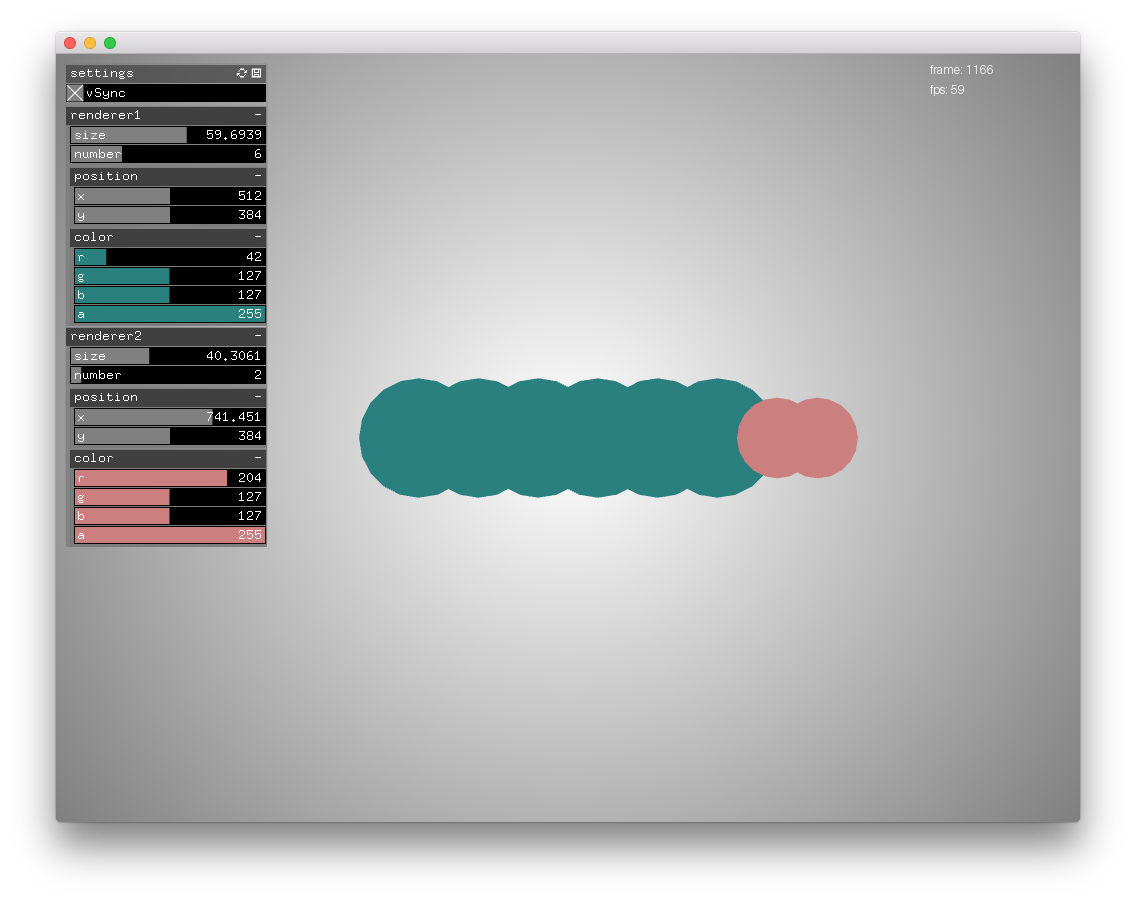 settings
vSync
renderer1 -
size 59.6939
number 6
position -
x 512
y 384
color -
r 42
g 127
b 127
a 255
renderer2 -
size 40.3061
number 2
position -
x 741.451
y 384
color -
r 204
g 127
b 127
a 255
frame: 1166
fps: 59